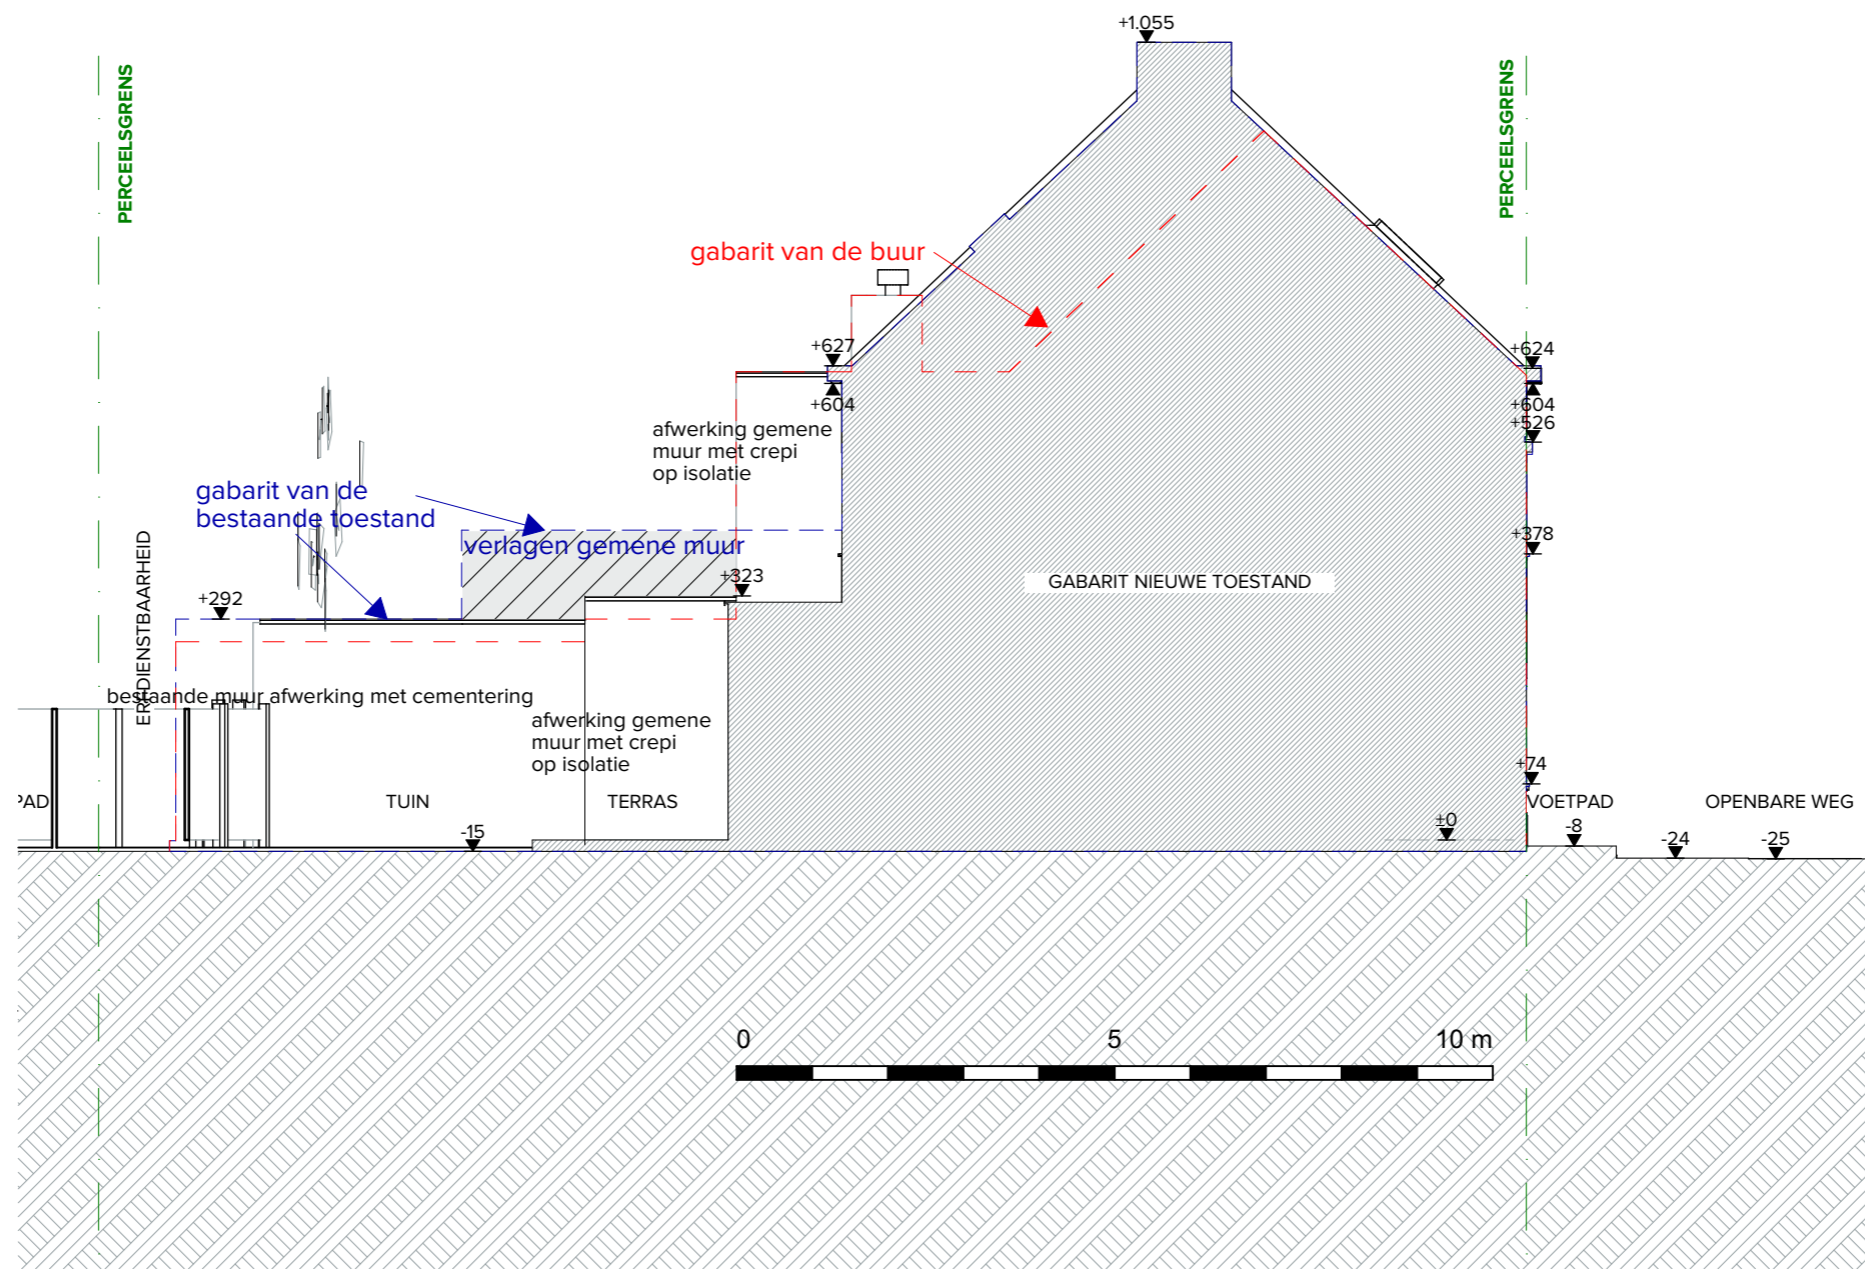 +1.055
PERCEELSGRENS
PERCEELSGRENS
gabarit van de buur
+627
+624
+604
+604
+526
afwerking gemene
muur met crepi
op isolatie
gabarit van de
bestaande toestand
verlagen gemene muur
+378
+323
GABARIT NIEUWE TOESTAND
+292
bestaande muur afwerking met cementering
afwerking gemene
muur met crepi
op isolatie
+74
PAD
TUIN
TERRAS
VOETPAD
OPENBARE WEG
-15
±0
-8
-24
-25
0 5 10 m